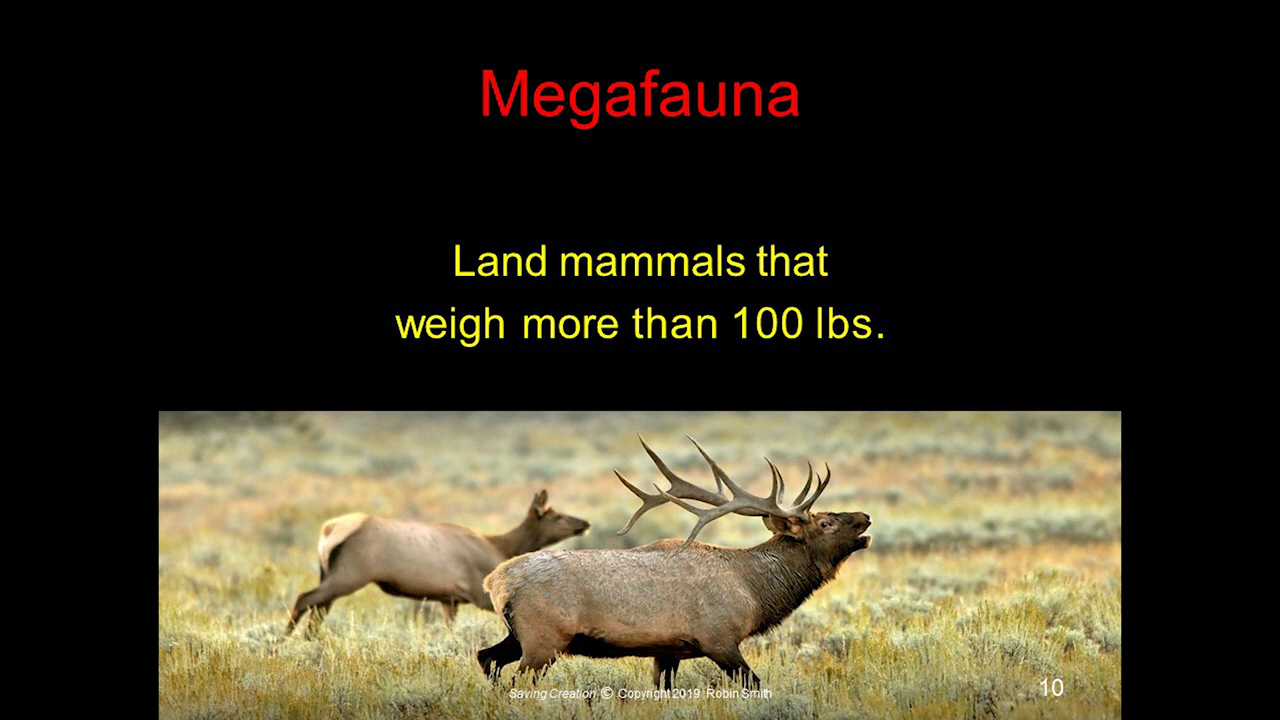 Megafauna
Land mammals that
weigh more than 100 lbs.
Saving Creation © Copyright 2019 Robin Smith
10